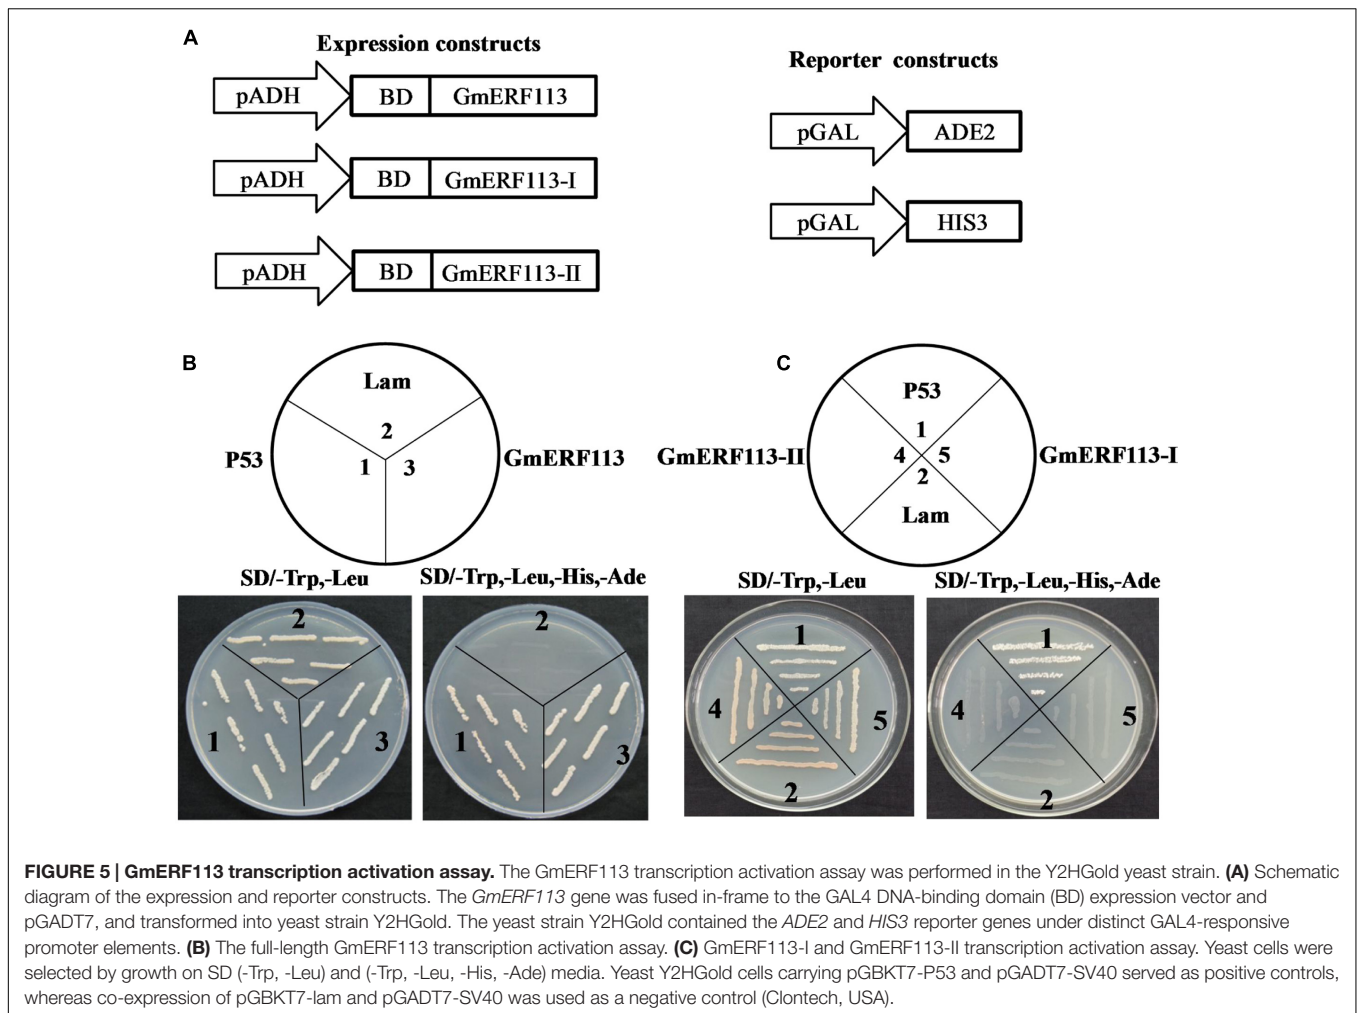 A
Expression constructs
pADH BD GmERF113
pADH BD GmERF113-I
pADH BD GmERF113-II
Reporter constructs
pGAL ADE2
pGAL HIS3
B
Lam
2
P53 1 3 GmERF113
SD/-Trp,-Leu
2
1
3
SD/-Trp,-Leu,-His,-Ade
2
1
3
C
P53
1
GmERF113-II 4 5 GmERF113-I
2
Lam
SD/-Trp,-Leu
1
4
5
2
SD/-Trp,-Leu,-His,-Ade
1
4
5
2
FIGURE 5 | GmERF113 transcription activation assay. The GmERF113 transcription activation assay was performed in the Y2HGold yeast strain. (A) Schematic
diagram of the expression and reporter constructs. The GmERF113 gene was fused in-frame to the GAL4 DNA-binding domain (BD) expression vector and
pGADT7, and transformed into yeast strain Y2HGold. The yeast strain Y2HGold contained the ADE2 and HIS3 reporter genes under distinct GAL4-responsive
promoter elements. (B) The full-length GmERF113 transcription activation assay. (C) GmERF113-I and GmERF113-II transcription activation assay. Yeast cells were
selected by growth on SD (-Trp, -Leu) and (-Trp, -Leu, -His, -Ade) media. Yeast Y2HGold cells carrying pGBKT7-P53 and pGADT7-SV40 served as positive controls,
whereas co-expression of pGBKT7-lam and pGADT7-SV40 was used as a negative control (Clontech, USA).